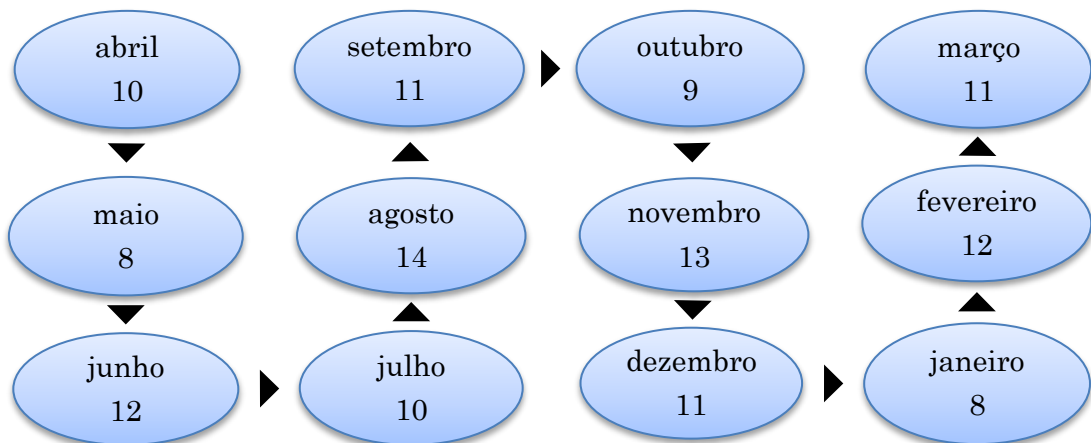 abril
10
maio
8
junho
12
julho
10
agosto
14
setembro
11
outubro
9
novembro
13
dezembro
11
janeiro
8
fevereiro
12
março
11